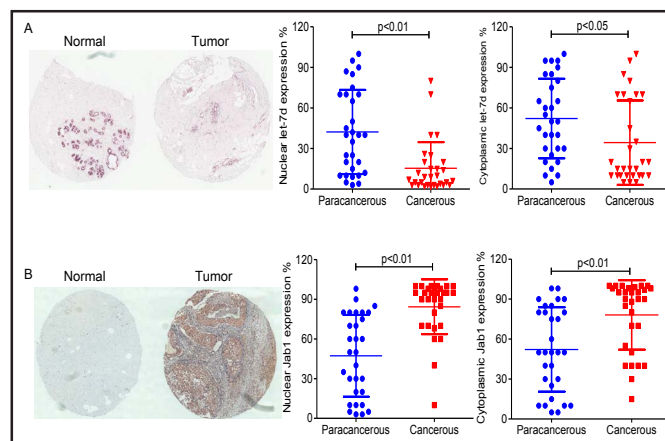 A
Normal Tumor
Nuclear let-7d expression %
120
90
60
30
0
p<0.01
Paracancerous Cancerous
Cytoplasmic let-7d expression %
120
90
60
30
0
p<0.05
Paracancerous Cancerous
B
Normal Tumor
Nuclear Jab1 expression %
120
90
60
30
0
p<0.01
Paracancerous Cancerous
Cytoplasmic Jab1 expression %
120
90
60
30
0
p<0.01
Paracancerous Cancerous